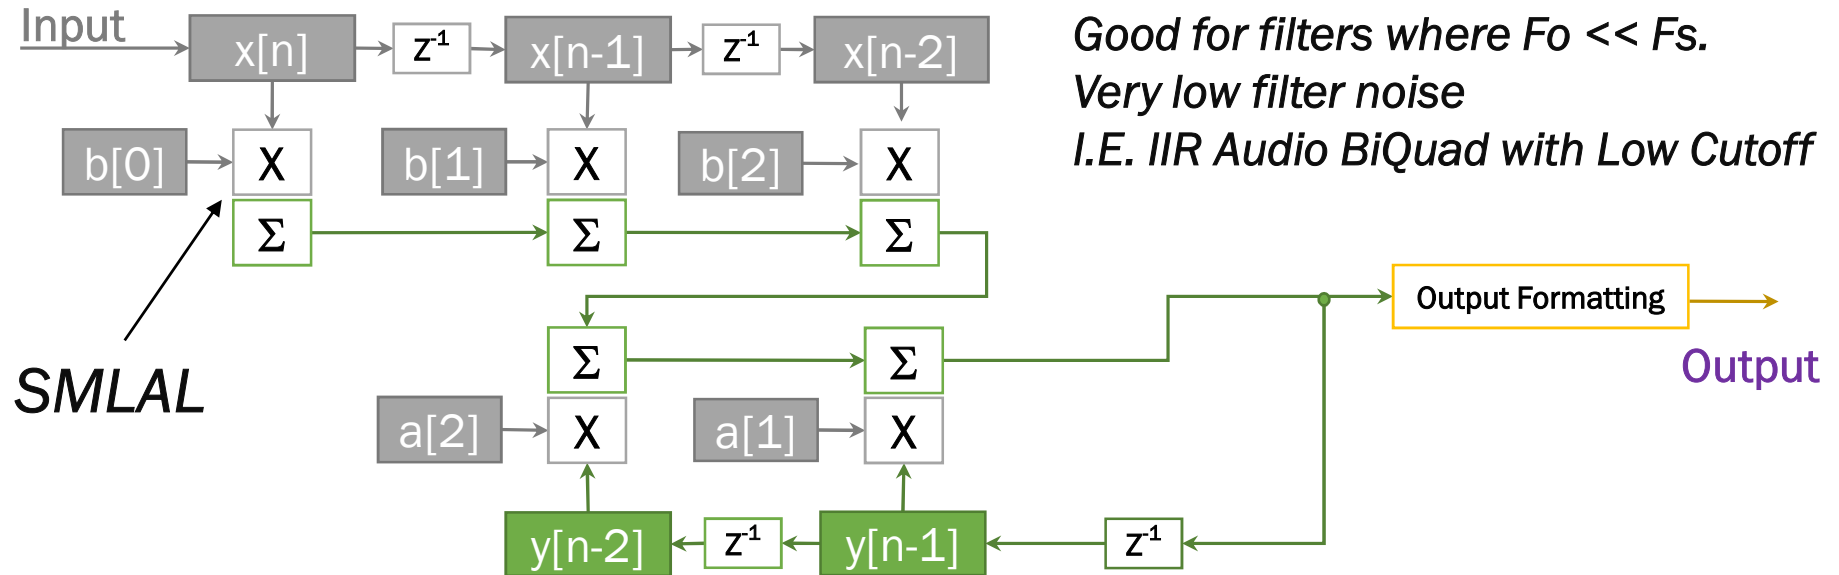 Input
x[n]
z⁻¹
x[n-1]
z⁻¹
x[n-2]
Good for filters where Fo << Fs.
Very low filter noise
I.E. IIR Audio BiQuad with Low Cutoff
b[0]
X
b[1]
X
b[2]
X
Σ
Σ
Σ
SMLAL
Σ
Σ
Output Formatting
Output
a[2]
X
a[1]
X
y[n-2]
z⁻¹
y[n-1]
z⁻¹